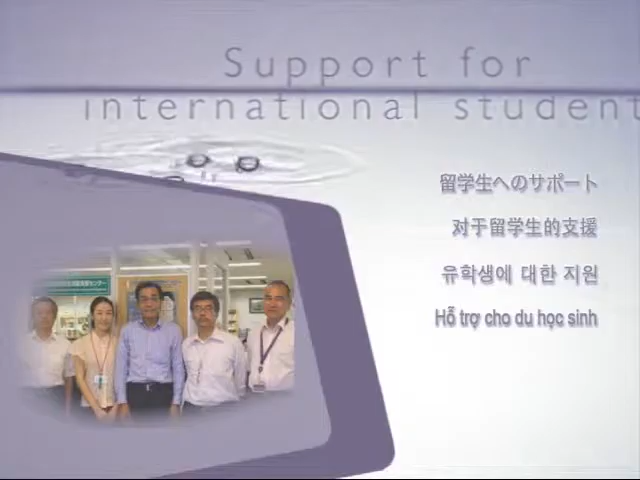 Support for
international student
留学生へのサポート
对于留学生的支援
유학생에 대한 지원
Hỗ trợ cho du học sinh